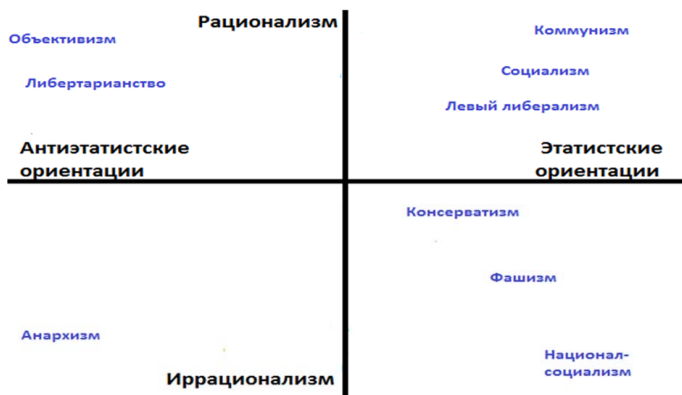 Рационализм
Объективизм
Коммунизм
Либертарианство
Социализм
Левый либерализм
Антиэтатистские
ориентации
Этатистские
ориентации
Консерватизм
Фашизм
Анархизм
Национал-
социализм
Иррационализм